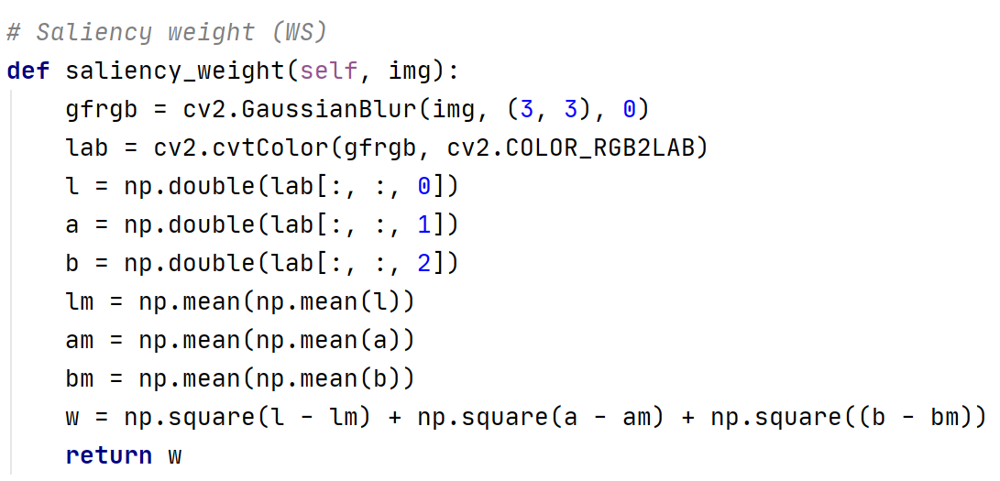 # Saliency weight (WS)
def saliency_weight(self, img):
    gfrgb = cv2.GaussianBlur(img, (3, 3), 0)
    lab = cv2.cvtColor(gfrgb, cv2.COLOR_RGB2LAB)
    l = np.double(lab[:, :, 0])
    a = np.double(lab[:, :, 1])
    b = np.double(lab[:, :, 2])
    lm = np.mean(np.mean(l))
    am = np.mean(np.mean(a))
    bm = np.mean(np.mean(b))
    w = np.square(l - lm) + np.square(a - am) + np.square((b - bm))
    return w